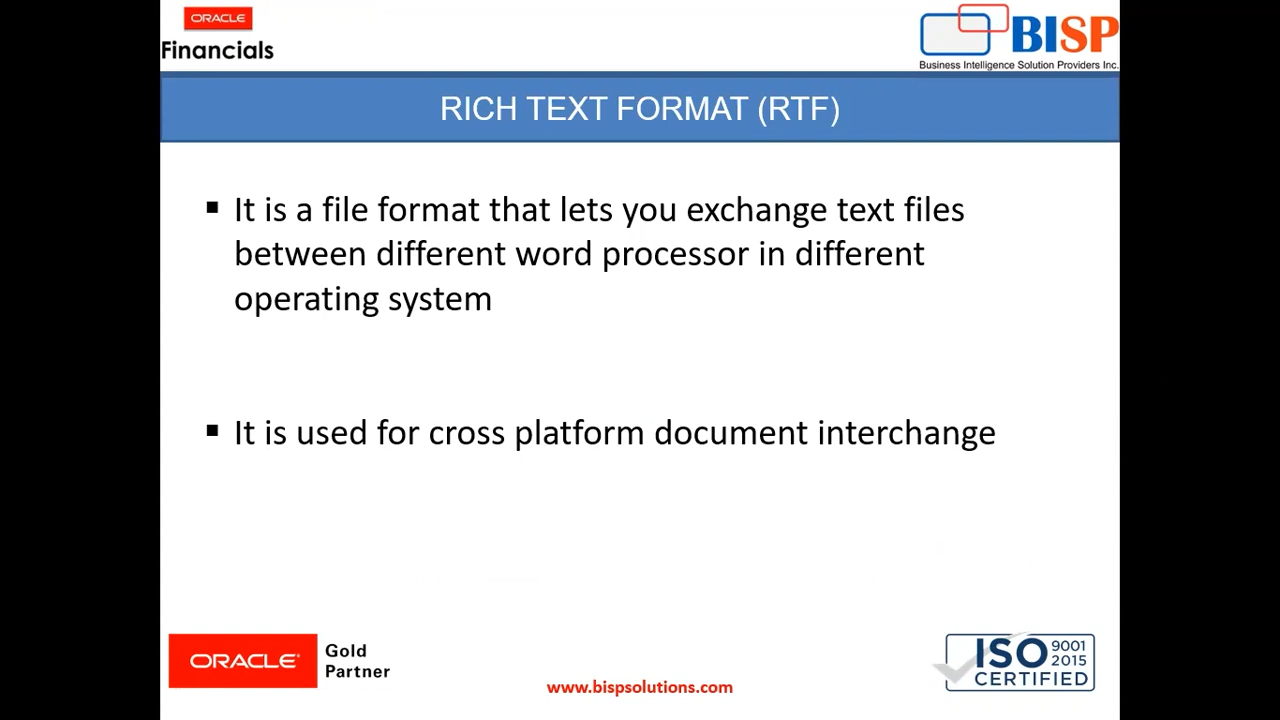 ORACLE
Financials
BISP
Business Intelligence Solution Providers Inc.
RICH TEXT FORMAT (RTF)
▪ It is a file format that lets you exchange text files
between different word processor in different
operating system
▪ It is used for cross platform document interchange
ORACLE®
Gold
Partner
www.bispsolutions.com
ISO 9001
2015
CERTIFIED